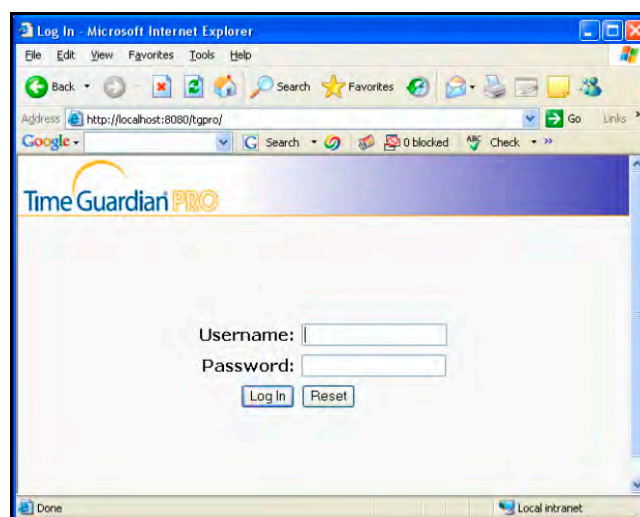 Log In - Microsoft Internet Explorer
File Edit View Favorites Tools Help
Back Search Favorites
Address http://localhost:8080/tgpro/ Go Links »
Google Search 0 blocked ABC Check »
Time Guardian PRO
Username:
Password:
Log In Reset
Done Local intranet